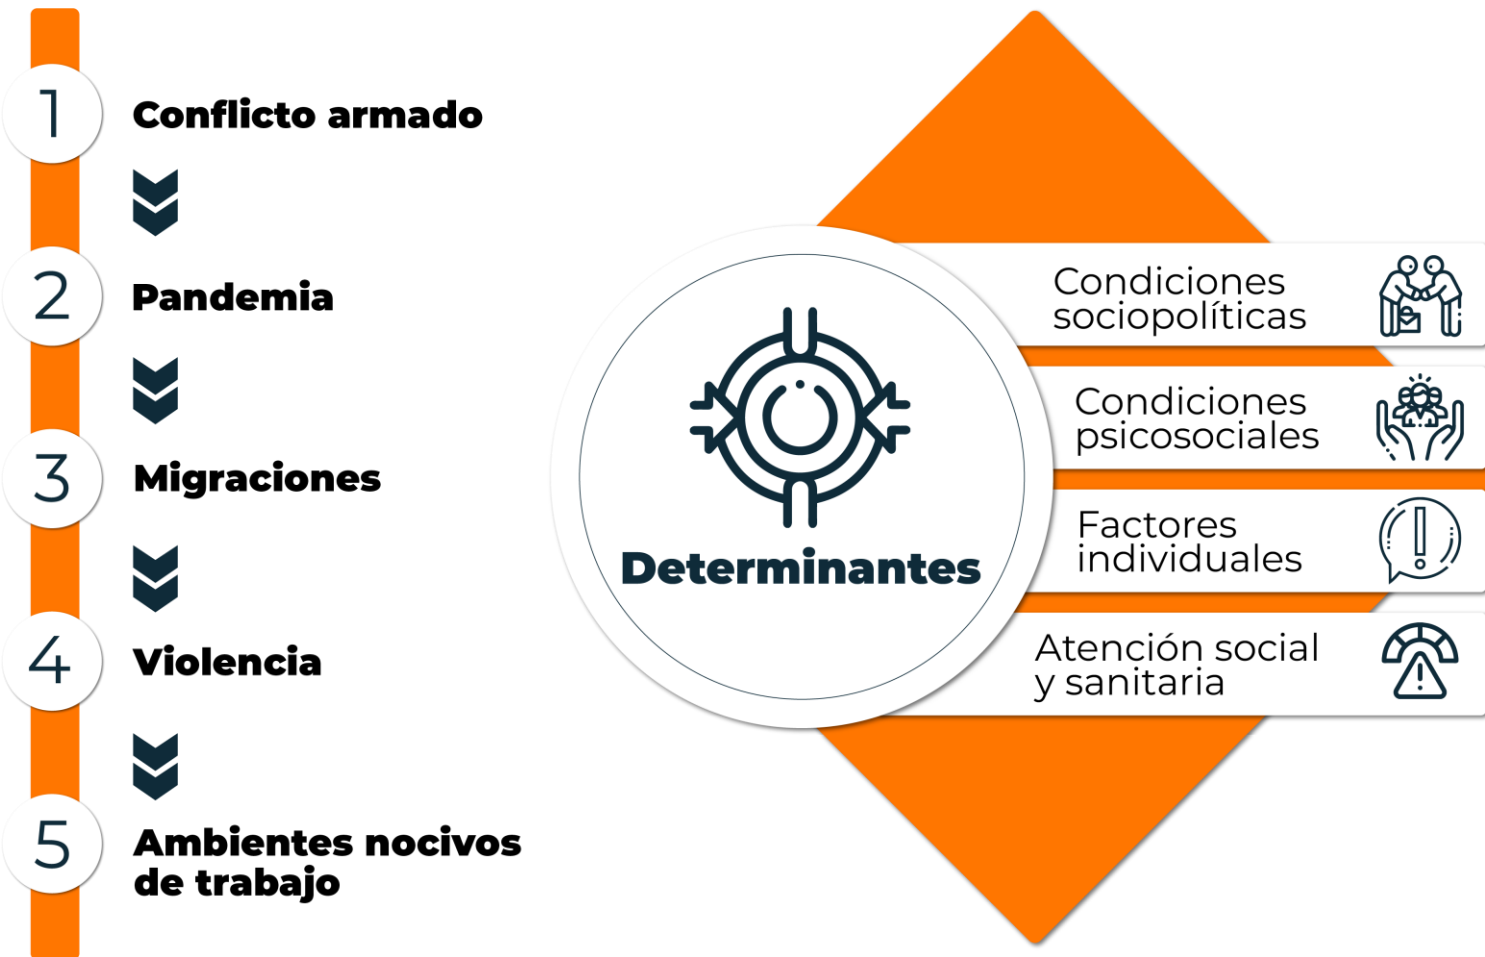 1
Conflicto armado
2
Pandemia
3
Migraciones
4
Violencia
5
Ambientes nocivos
de trabajo
Determinantes
Condiciones
sociopolíticas
Condiciones
psicosociales
Factores
individuales
Atención social
y sanitaria